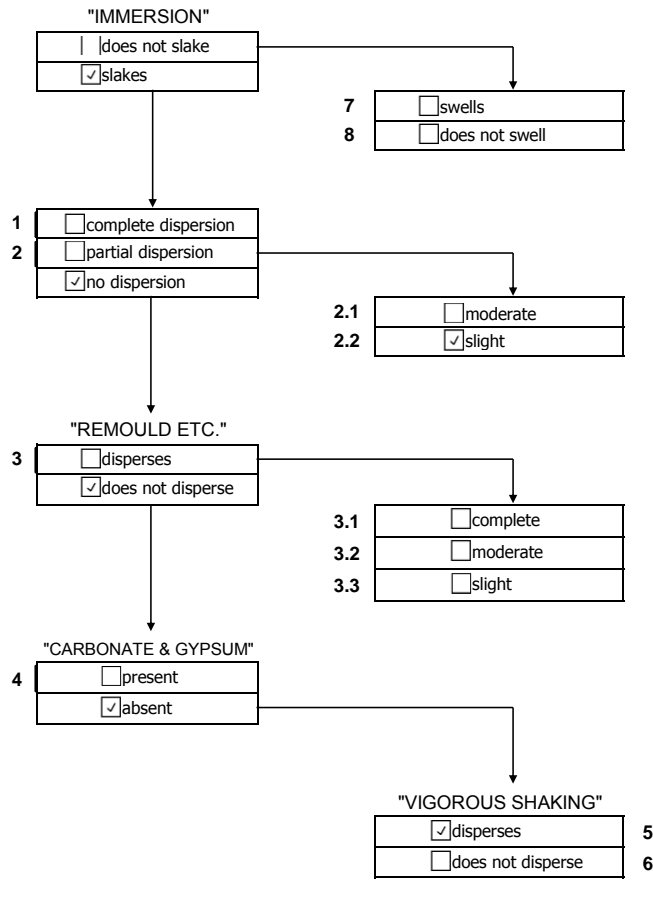 "IMMERSION"
does not slake
slakes
7 swells
8 does not swell
1 complete dispersion
2 partial dispersion
no dispersion
2.1 moderate
2.2 slight
"REMOULD ETC."
3 disperses
does not disperse
3.1 complete
3.2 moderate
3.3 slight
"CARBONATE & GYPSUM"
4 present
absent
"VIGOROUS SHAKING"
disperses 5
does not disperse 6